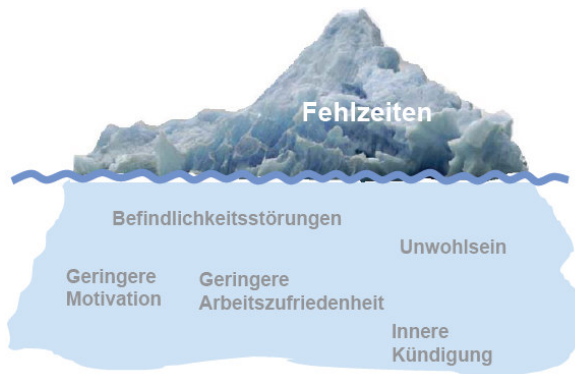 Fehlzeiten
Befindlichkeitsstörungen
Unwohlsein
Geringere
Motivation
Geringere
Arbeitszufriedenheit
Innere
Kündigung